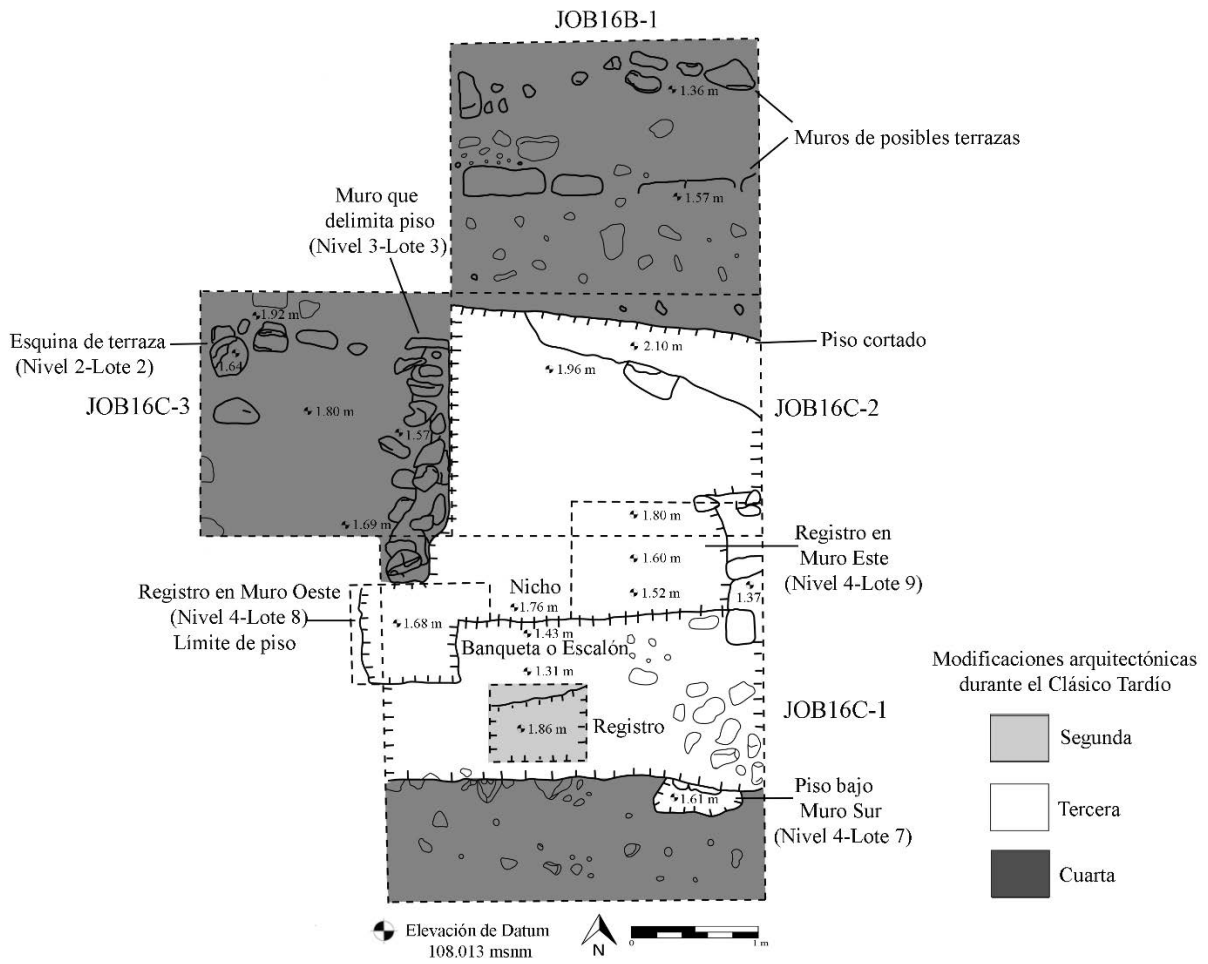 JOB16B-1
1.36 m
Muros de posibles terrazas
1.57 m
Muro que
delimita piso
(Nivel 3-Lote 3)
1.92 m
Esquina de terraza
(Nivel 2-Lote 2)
1.64
JOB16C-3
1.80 m
1.57
1.69 m
2.10 m
Piso cortado
1.96 m
JOB16C-2
1.80 m
1.60 m
1.52 m
Registro en
Muro Este
(Nivel 4-Lote 9)
1.37
Registro en Muro Oeste
(Nivel 4-Lote 8)
Límite de piso
1.68 m
Nicho
1.76 m
1.43 m
Banqueta o Escalón
1.31 m
1.86 m
Registro
JOB16C-1
1.61 m
Piso bajo
Muro Sur
(Nivel 4-Lote 7)
Modificaciones arquitectónicas
durante el Clásico Tardío
Segunda
Tercera
Cuarta
Elevación de Datum
108.013 msnm
N
0
1 m